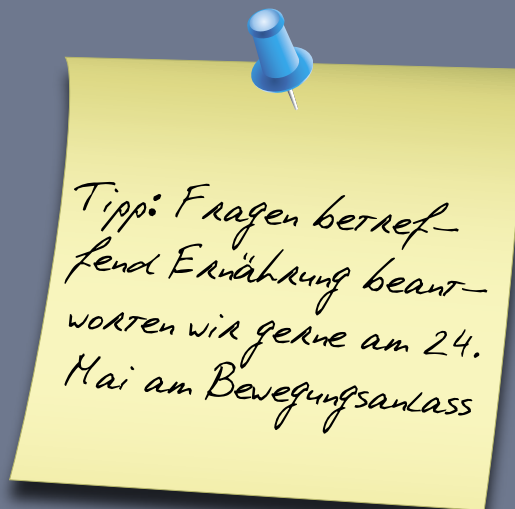 Tipp: Fragen betref-
fend Ernährung beant-
worten wir gerne am 24.
Mai am Bewegungsanlass